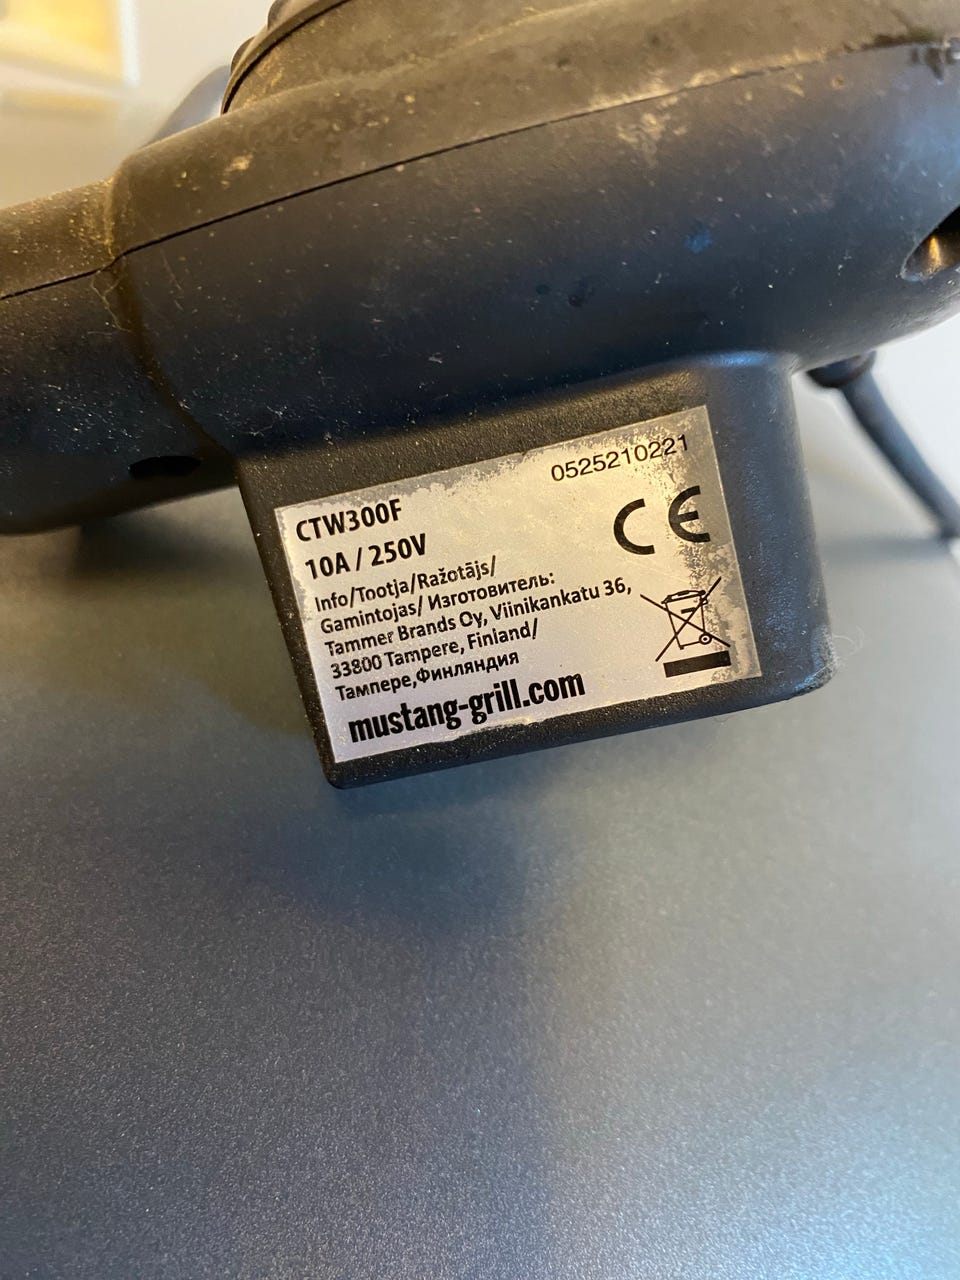 0525210221
CTW300F
10A / 250V
CE
Info/Tootja/Ražotājs/
Gamintojas/ Изготовитель:
Tammer Brands Oy, Viinikankatu 36,
33800 Tampere, Finland/
Тампере,Финляндия
mustang-grill.com